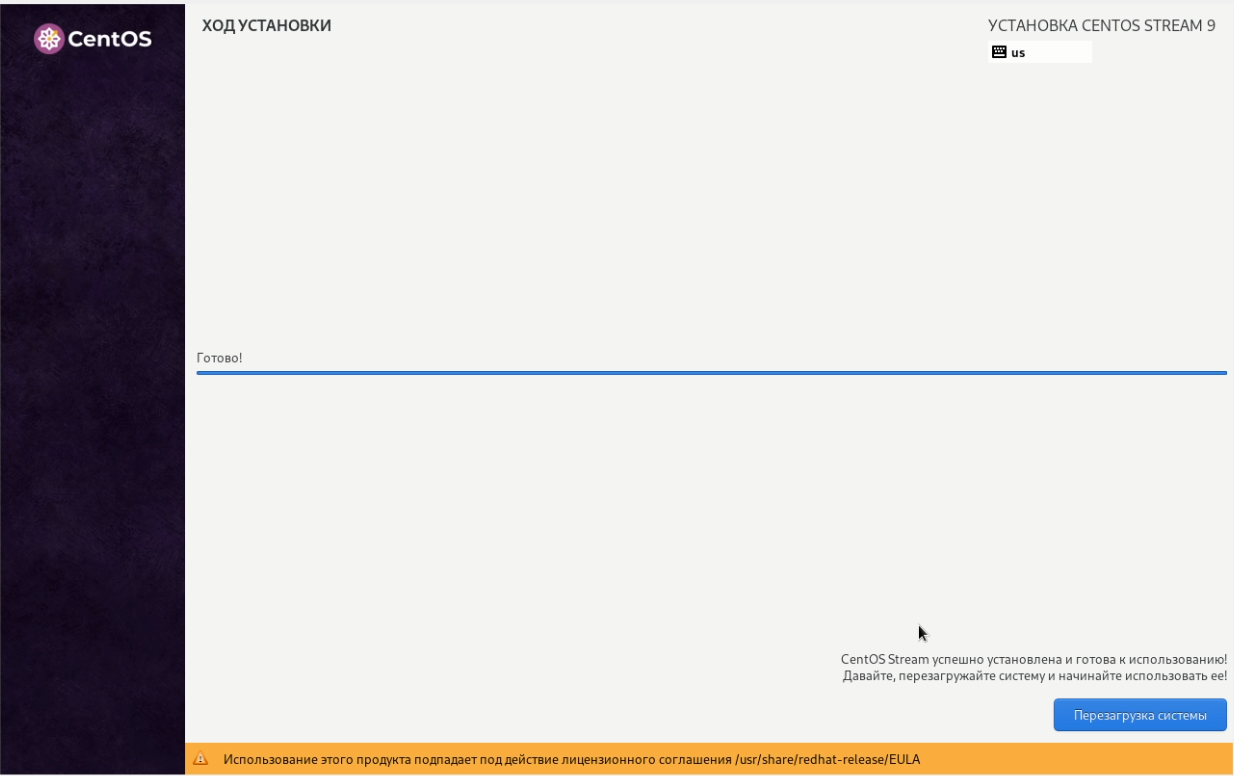 CentOS
ХОД УСТАНОВКИ
УСТАНОВКА CENTOS STREAM 9
us
Готово!
CentOS Stream успешно установлена и готова к использованию!
Давайте, перезагружайте систему и начинайте использовать ее!
Перезагрузка системы
Использование этого продукта подпадает под действие лицензионного соглашения /usr/share/redhat-release/EULA